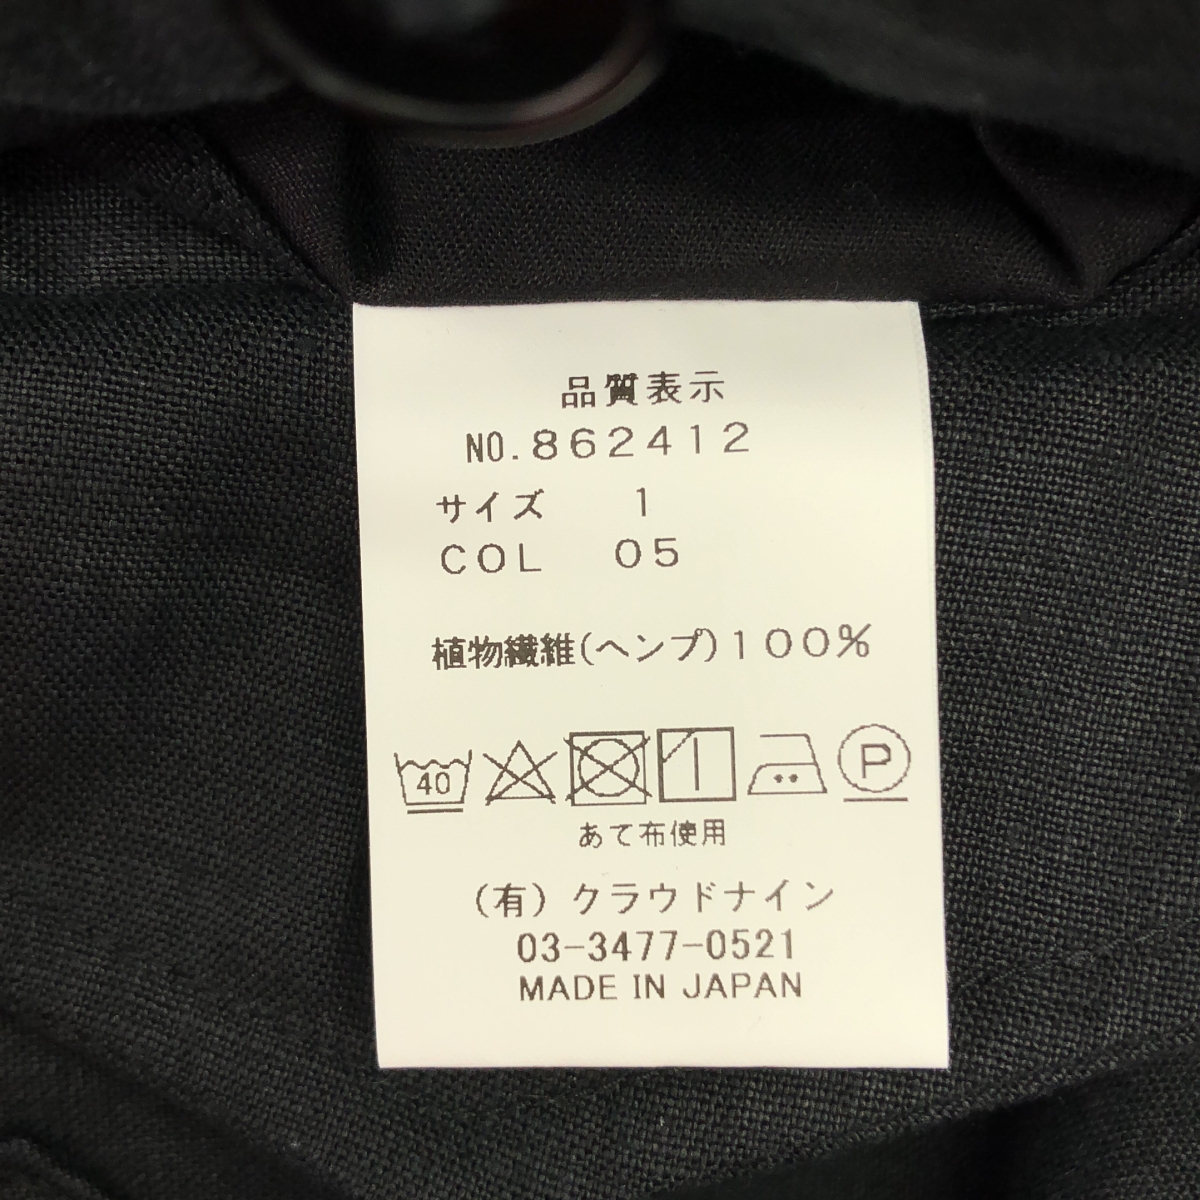 品質表示
NO.862412
サイズ 1
COL 05
植物繊維(ヘンプ)100%
40 P
あて布使用
(有)クラウドナイン
03-3477-0521
MADE IN JAPAN